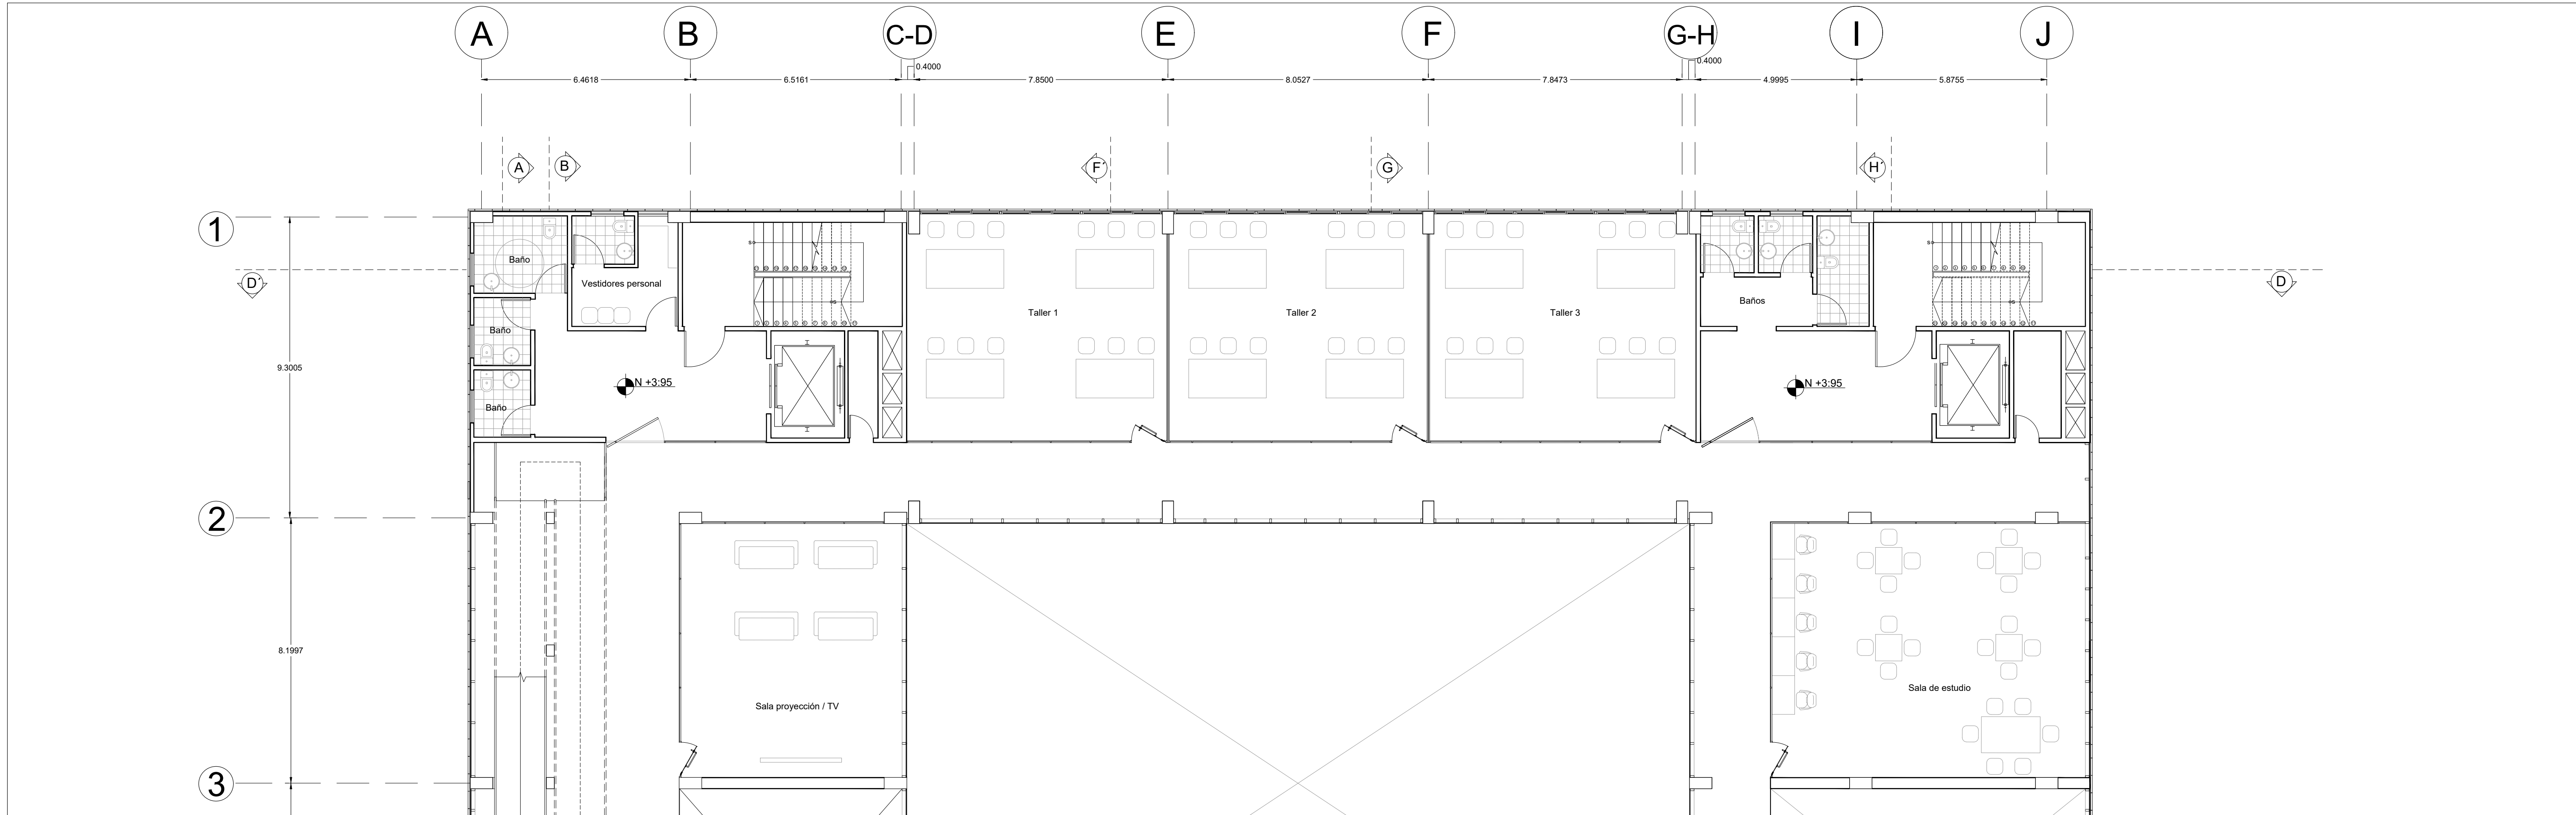 A B C-D E F G-H I J
0.4000 0.4000
6.4618 6.5161 7.8500 8.0527 7.8473 4.9995 5.8755
A B F´ G H´
1
D´ D
Baño
Vestidores personal
S
S
S
S
Baños
Taller 1 Taller 2 Taller 3
Baño
9.3005
N +3:95 N +3:95
Baño
2
8.1997
Sala de estudio
Sala proyección / TV
3